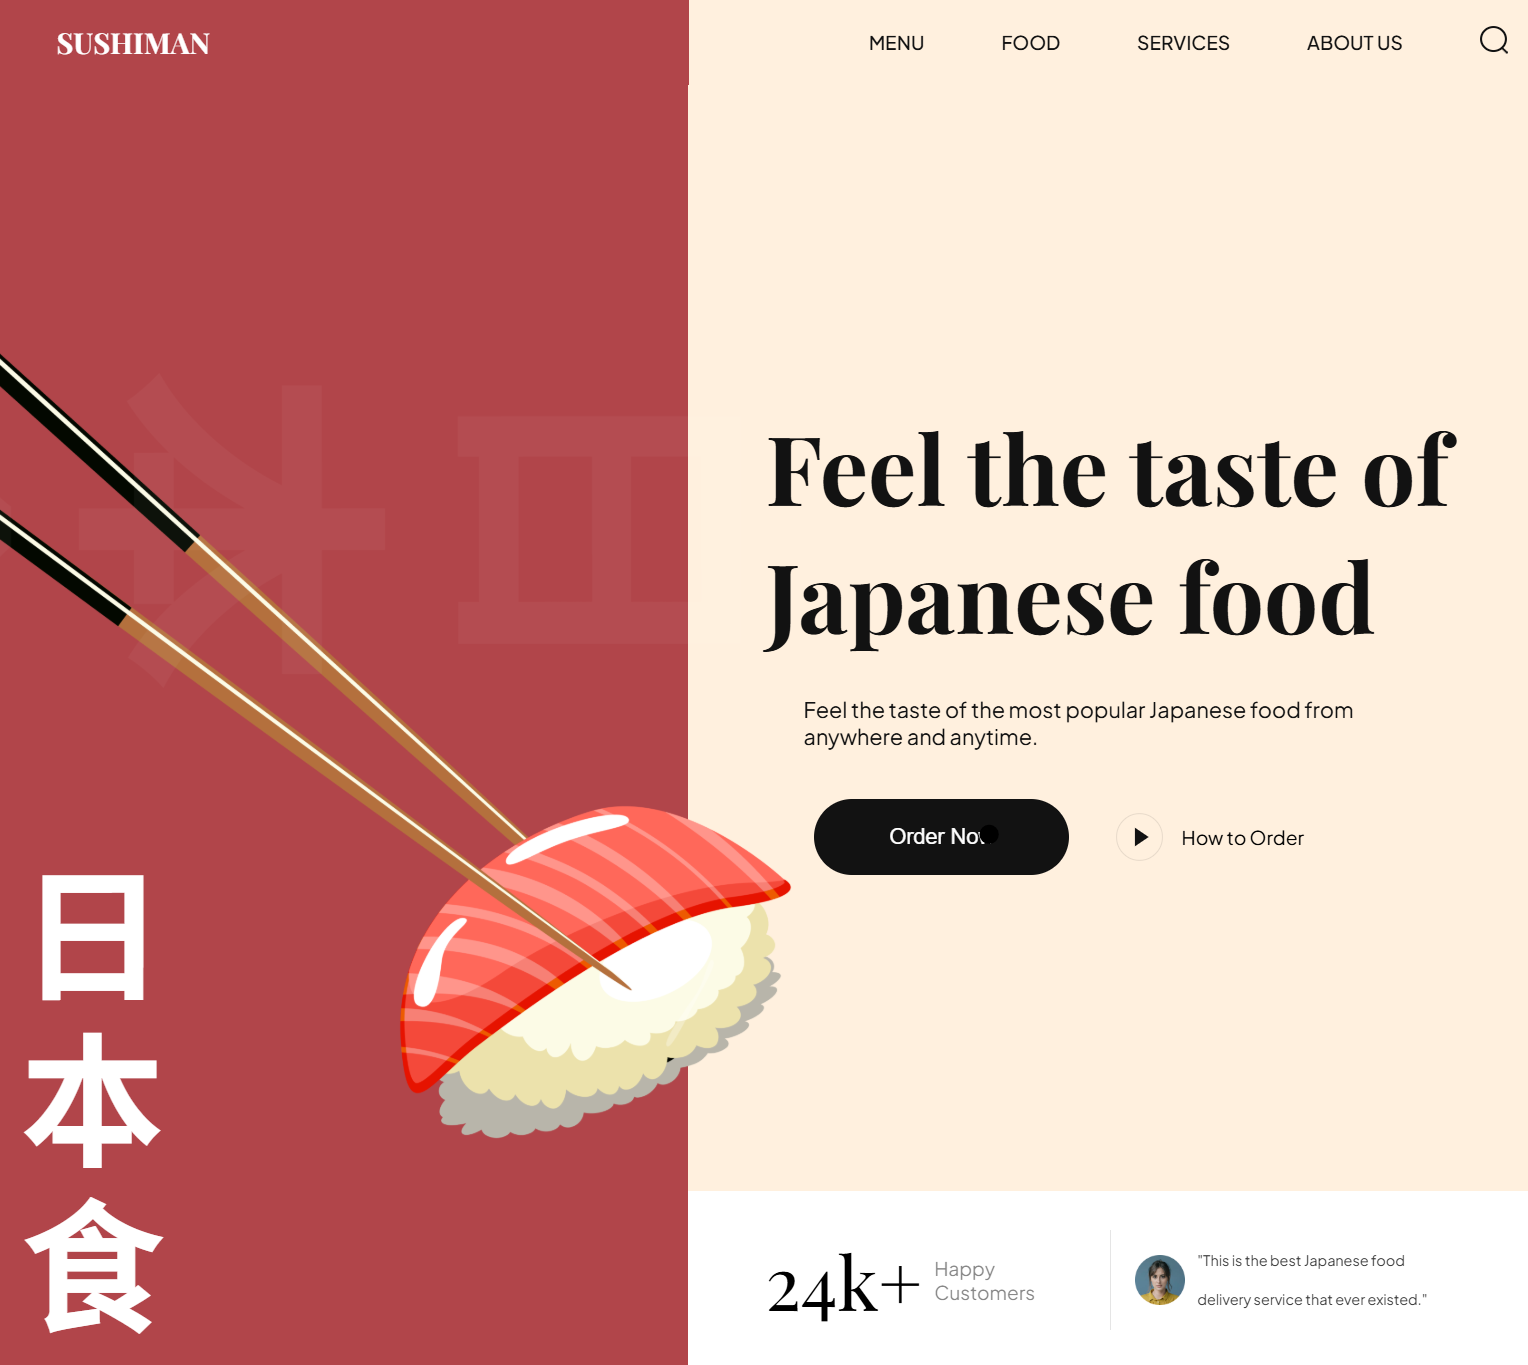 SUSHIMAN
MENU
FOOD
SERVICES
ABOUT US
Feel the taste of
Japanese food
Feel the taste of the most popular Japanese food from
anywhere and anytime.
Order Now
How to Order
日
本
食
24k+
Happy
Customers
"This is the best Japanese food
delivery service that ever existed."